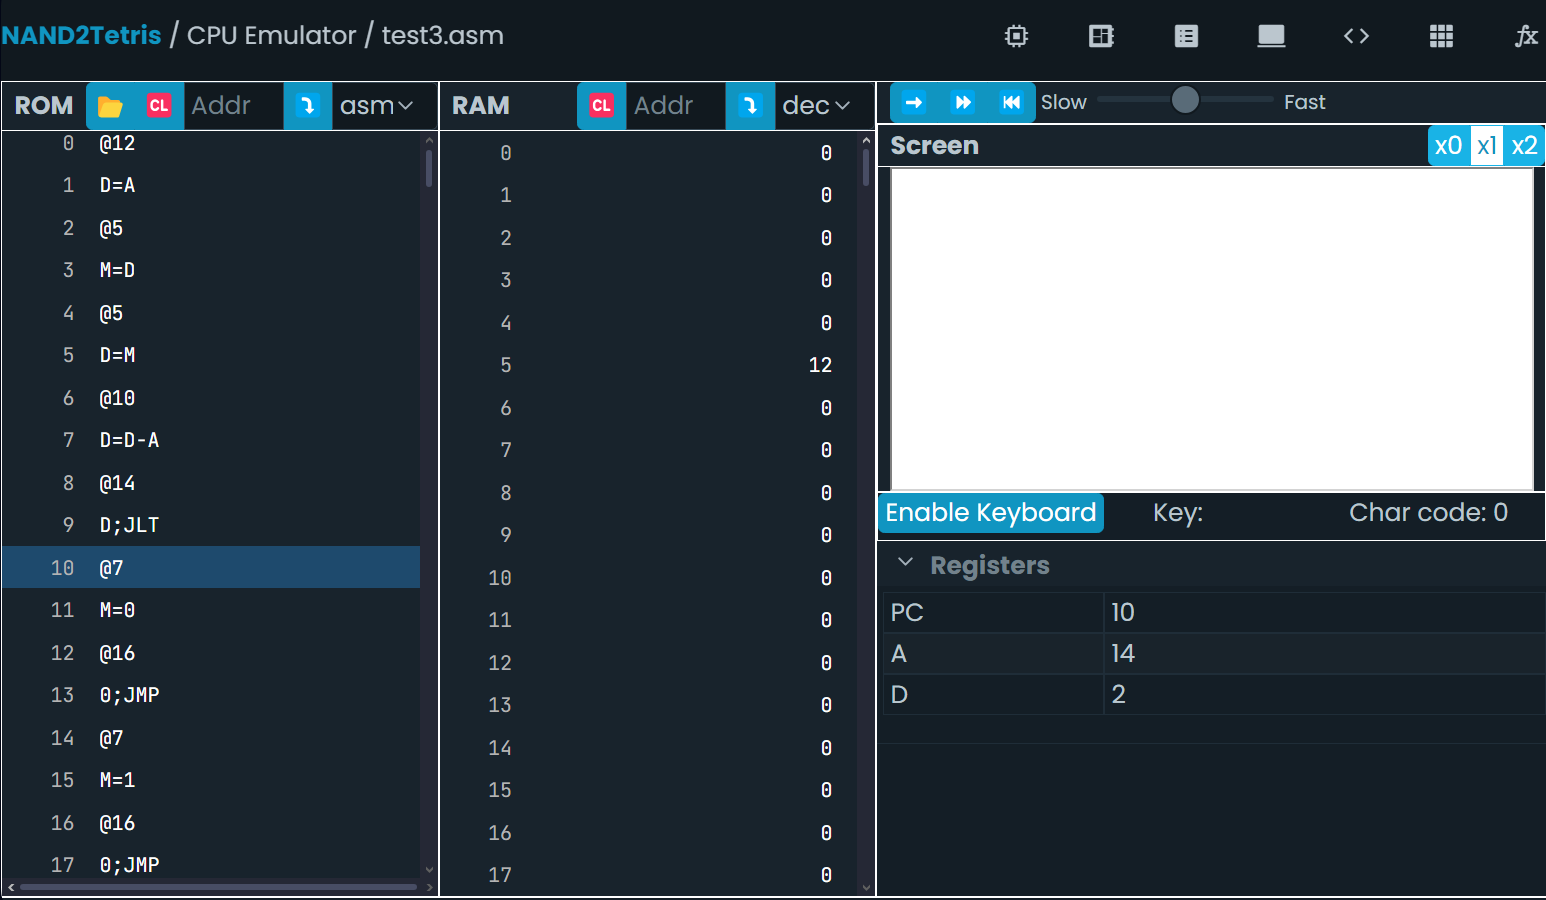 NAND2Tetris / CPU Emulator / test3.asm
ROM CL Addr asm
0 @12
1 D=A
2 @5
3 M=D
4 @5
5 D=M
6 @10
7 D=D-A
8 @14
9 D;JLT
10 @7
11 M=0
12 @16
13 0;JMP
14 @7
15 M=1
16 @16
17 0;JMP
RAM CL Addr dec
0 0
1 0
2 0
3 0
4 0
5 12
6 0
7 0
8 0
9 0
10 0
11 0
12 0
13 0
14 0
15 0
16 0
17 0
Slow Fast
Screen x0 x1 x2
Enable Keyboard Key: Char code: 0
Registers
PC 10
A 14
D 2